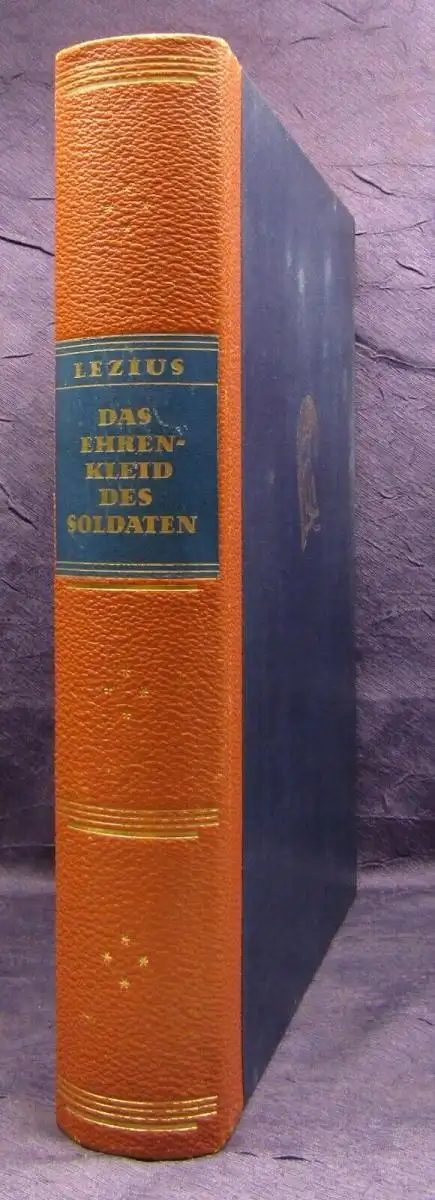 LEZIUS
DAS
EHREN-
KLEID
DES
SOLDATEN